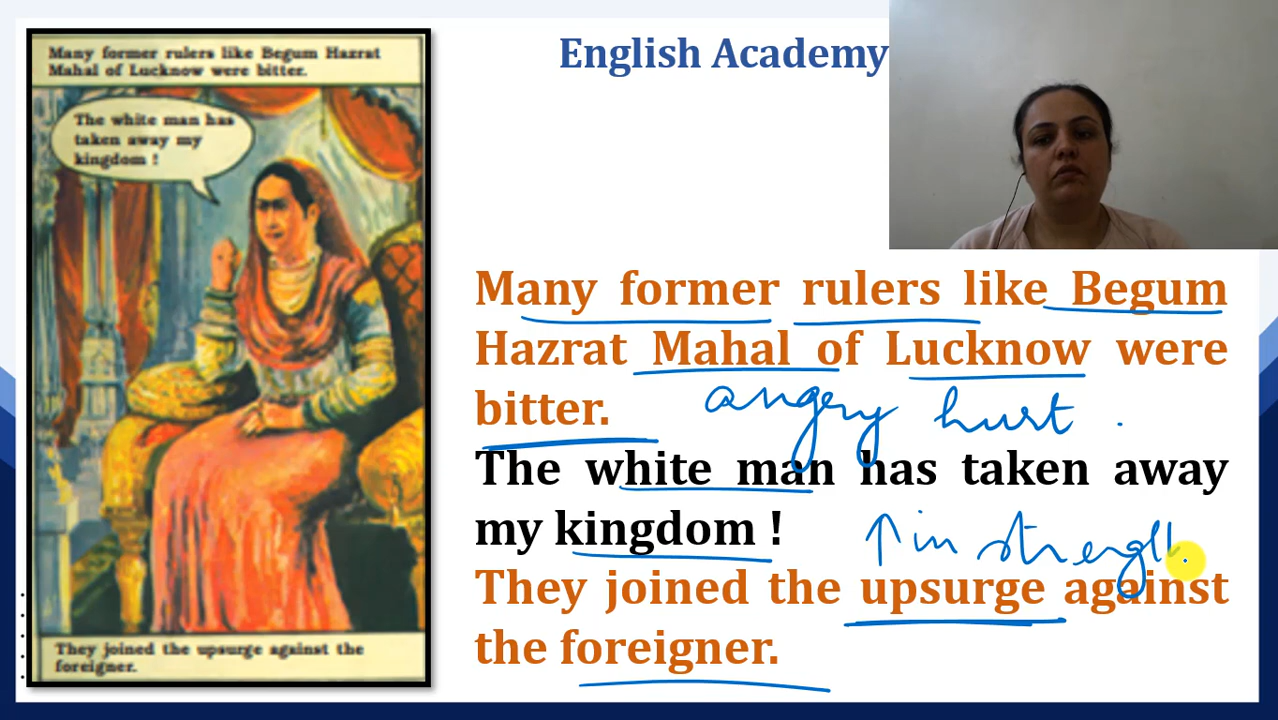 Many former rulers like Begum Hazrat
Mahal of Lucknow were bitter.
The white man has
taken away my
kingdom !
They joined the upsurge against the
foreigner.
English Academy
Many former rulers like Begum
Hazrat Mahal of Lucknow were
bitter.
angery hurt .
The white man has taken away
my kingdom !
↑ in strength
They joined the upsurge against
the foreigner.